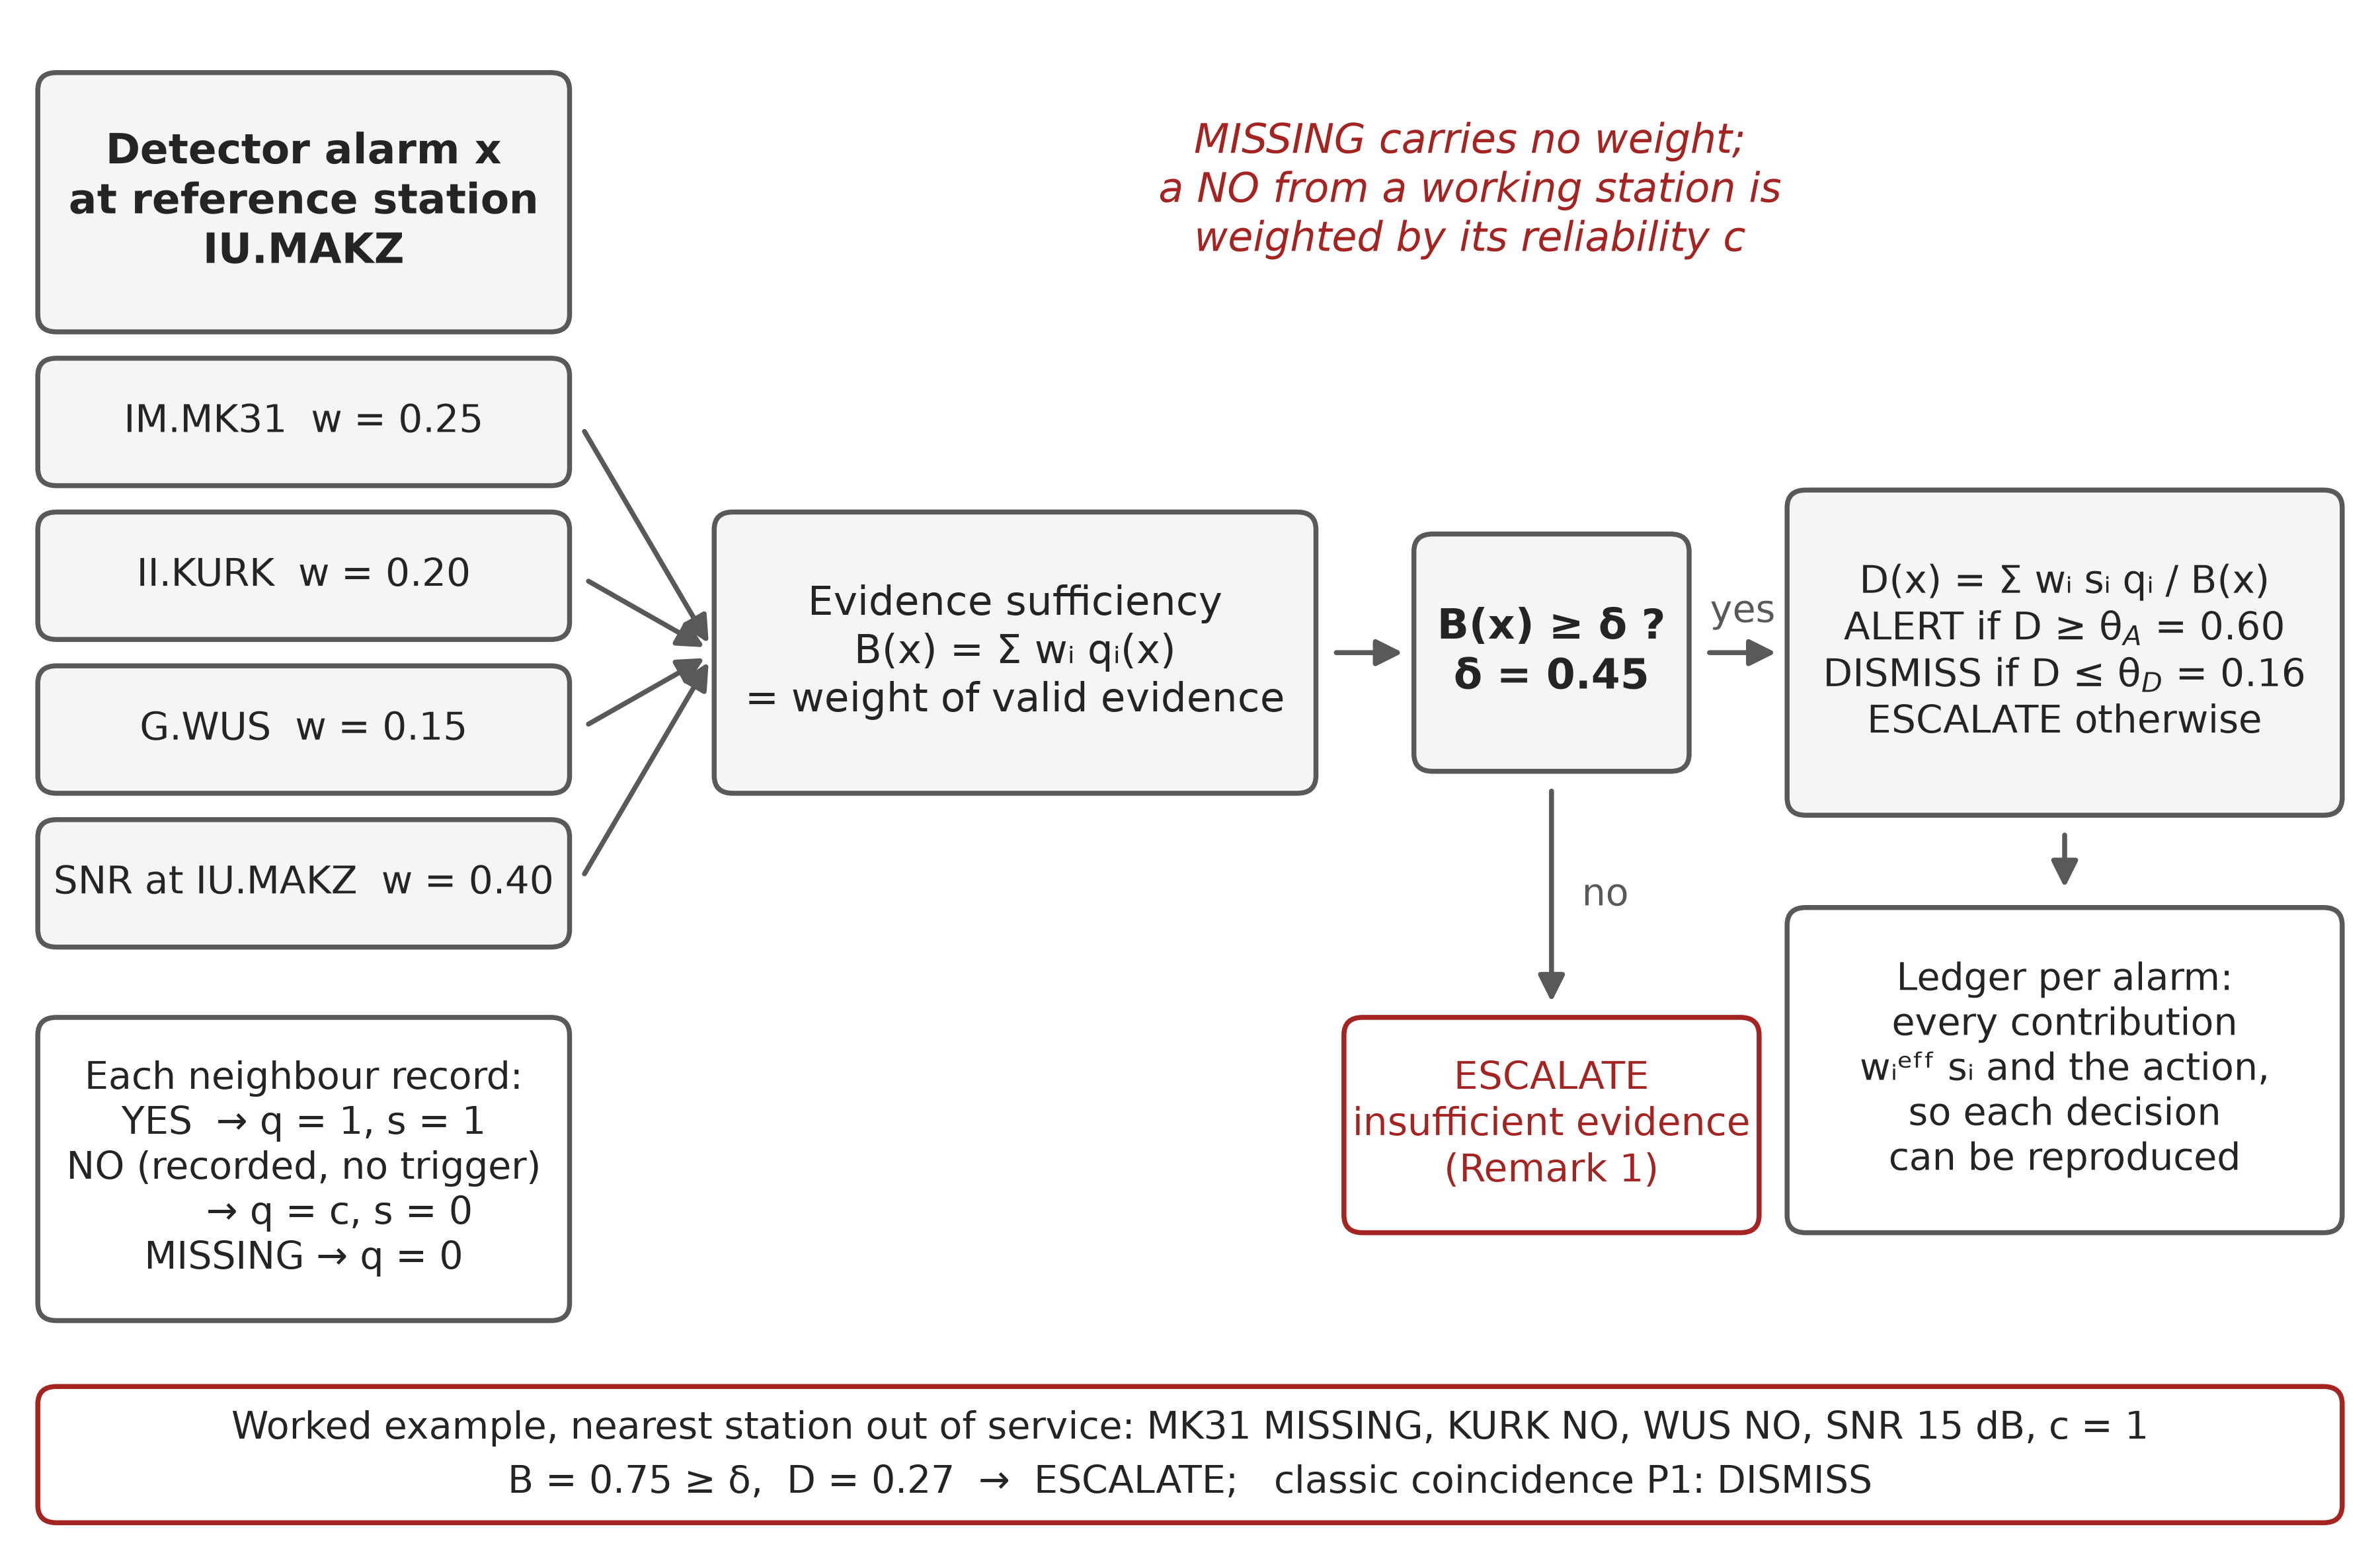 Detector alarm x
at reference station
IU.MAKZ
MISSING carries no weight;
a NO from a working station is
weighted by its reliability c
IM.MK31  w = 0.25
II.KURK  w = 0.20
G.WUS  w = 0.15
SNR at IU.MAKZ  w = 0.40
Evidence sufficiency
B(x) = Σ wᵢ qᵢ(x)
= weight of valid evidence
B(x) ≥ δ ?
δ = 0.45
yes
D(x) = Σ wᵢ sᵢ qᵢ / B(x)
ALERT if D ≥ θ_A = 0.60
DISMISS if D ≤ θ_D = 0.16
ESCALATE otherwise
no
Each neighbour record:
YES  → q = 1, s = 1
NO (recorded, no trigger)
→ q = c, s = 0
MISSING → q = 0
ESCALATE
insufficient evidence
(Remark 1)
Ledger per alarm:
every contribution
wᵢᵉᶠᶠ sᵢ and the action,
so each decision
can be reproduced
Worked example, nearest station out of service: MK31 MISSING, KURK NO, WUS NO, SNR 15 dB, c = 1
B = 0.75 ≥ δ,  D = 0.27  →  ESCALATE;   classic coincidence P1: DISMISS